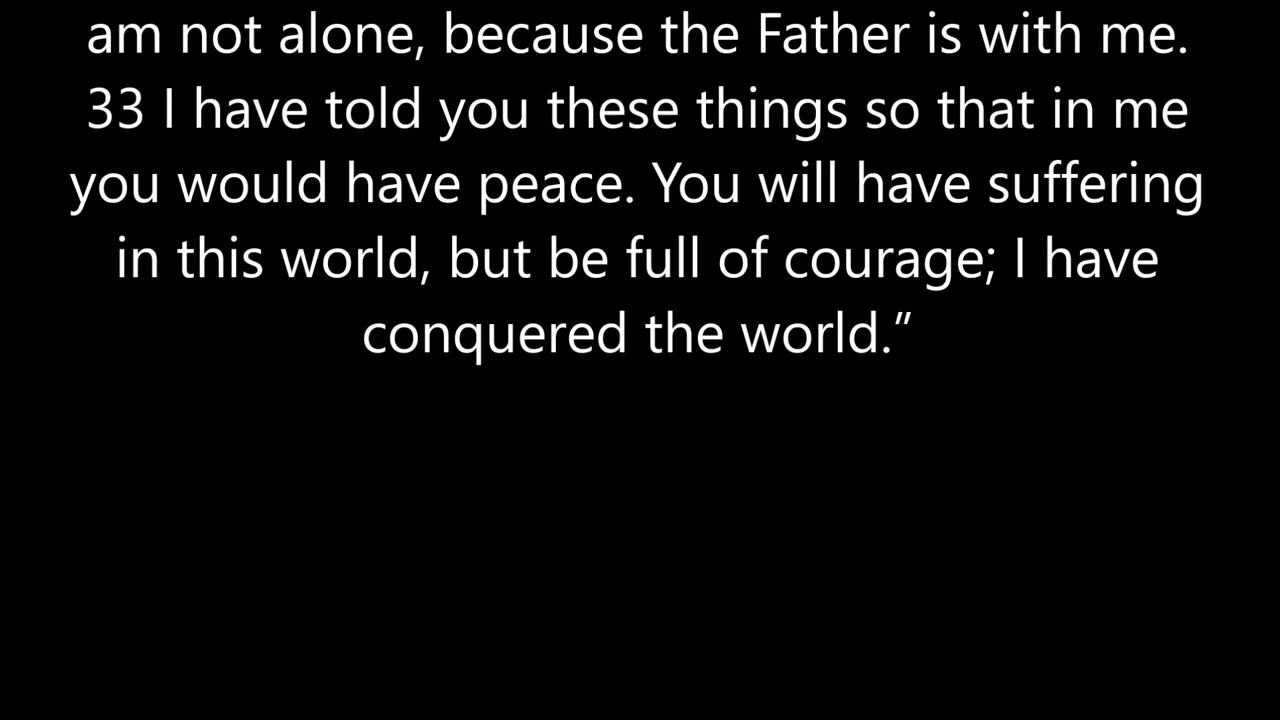 am not alone, because the Father is with me.
33 I have told you these things so that in me
you would have peace. You will have suffering
in this world, but be full of courage; I have
conquered the world.”